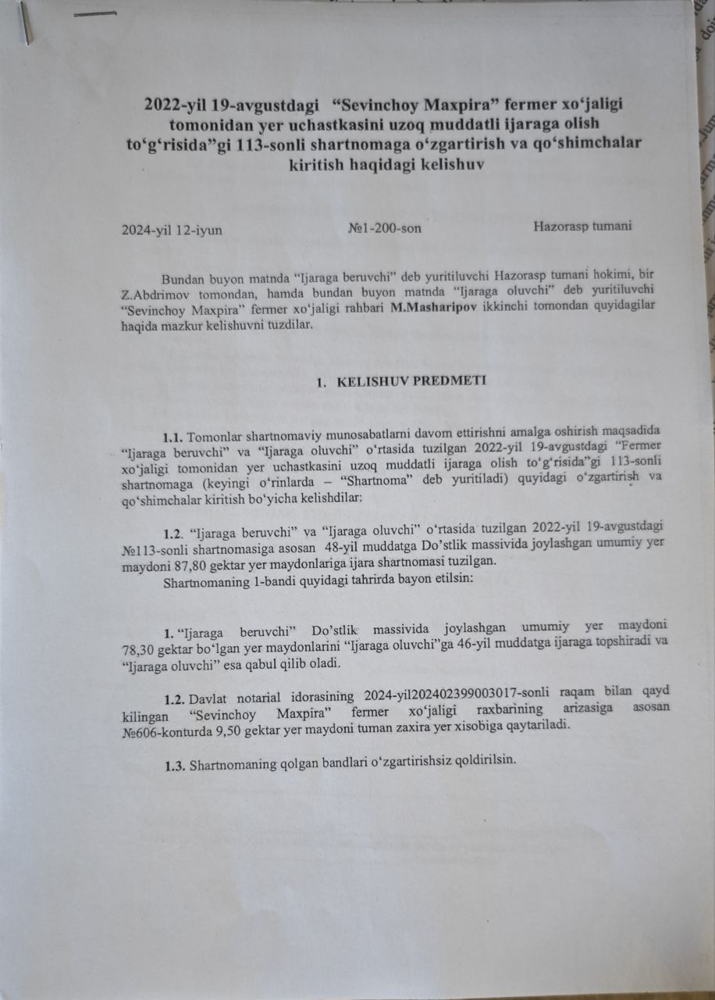 2022-yil 19-avgustdagi “Sevinchoy Maxpira” fermer xo‘jaligi
tomonidan yer uchastkasini uzoq muddatli ijaraga olish
to‘g‘risida”gi 113-sonli shartnomaga o‘zgartirish va qo‘shimchalar
kiritish haqidagi kelishuv
2024-yil 12-iyun №1-200-son Hazorasp tumani
Bundan buyon matnda “Ijaraga beruvchi” deb yuritiluvchi Hazorasp tumani hokimi, bir
Z.Abdrimov tomondan, hamda bundan buyon matnda “Ijaraga oluvchi” deb yuritiluvchi
“Sevinchoy Maxpira” fermer xo‘jaligi rahbari M.Masharipov ikkinchi tomondan quyidagilar
haqida mazkur kelishuvni tuzdilar.
1. KELISHUV PREDMETI
1.1. Tomonlar shartnomaviy munosabatlarni davom ettirishni amalga oshirish maqsadida
“Ijaraga beruvchi” va “Ijaraga oluvchi” o‘rtasida tuzilgan 2022-yil 19-avgustdagi “Fermer
xo‘jaligi tomonidan yer uchastkasini uzoq muddatli ijaraga olish to‘g‘risida”gi 113-sonli
shartnomaga (keyingi o‘rinlarda – “Shartnoma” deb yuritiladi) quyidagi o‘zgartirish va
qo‘shimchalar kiritish bo‘yicha kelishdilar:
1.2. “Ijaraga beruvchi” va “Ijaraga oluvchi” o‘rtasida tuzilgan 2022-yil 19-avgustdagi
№113-sonli shartnomasiga asosan 48-yil muddatga Do’stlik massivida joylashgan umumiy yer
maydoni 87,80 gektar yer maydonlariga ijara shartnomasi tuzilgan.
Shartnomaning 1-bandi quyidagi tahrirda bayon etilsin:
1. “Ijaraga beruvchi” Do’stlik massivida joylashgan umumiy yer maydoni
78,30 gektar bo‘lgan yer maydonlarini “Ijaraga oluvchi”ga 46-yil muddatga ijaraga topshiradi va
“Ijaraga oluvchi” esa qabul qilib oladi.
1.2. Davlat notarial idorasining 2024-yil202402399003017-sonli raqam bilan qayd
kilingan “Sevinchoy Maxpira” fermer xo‘jaligi raxbarining arizasiga asosan
№606-konturda 9,50 gektar yer maydoni tuman zaxira yer xisobiga qaytariladi.
1.3. Shartnomaning qolgan bandlari o‘zgartirishsiz qoldirilsin.